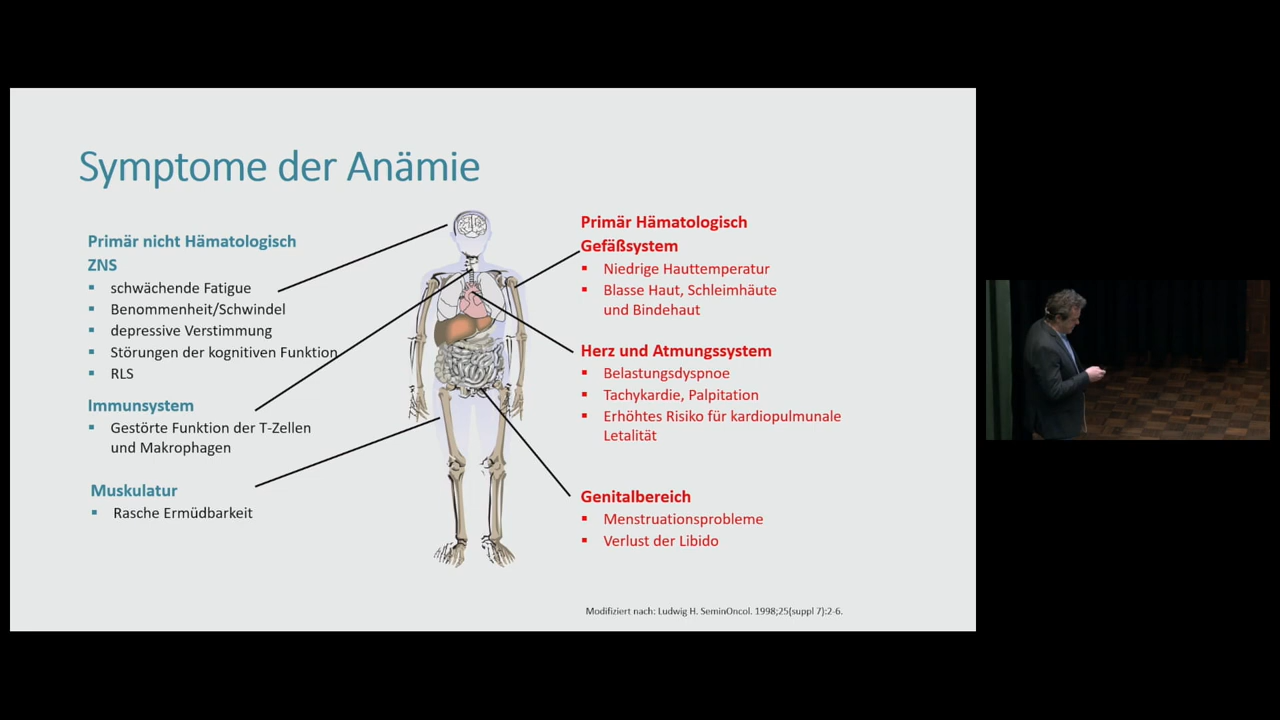 Symptome der Anämie
Primär nicht Hämatologisch
ZNS
▪ schwächende Fatigue
▪ Benommenheit/Schwindel
▪ depressive Verstimmung
▪ Störungen der kognitiven Funktion
▪ RLS
Immunsystem
▪ Gestörte Funktion der T-Zellen
und Makrophagen
Muskulatur
▪ Rasche Ermüdbarkeit
Primär Hämatologisch
Gefäßsystem
▪ Niedrige Hauttemperatur
▪ Blasse Haut, Schleimhäute
und Bindehaut
Herz und Atmungssystem
▪ Belastungsdyspnoe
▪ Tachykardie, Palpitation
▪ Erhöhtes Risiko für kardiopulmunale
Letalität
Genitalbereich
▪ Menstruationsprobleme
▪ Verlust der Libido
Modifiziert nach: Ludwig H. SeminOncol. 1998;25(suppl 7):2-6.